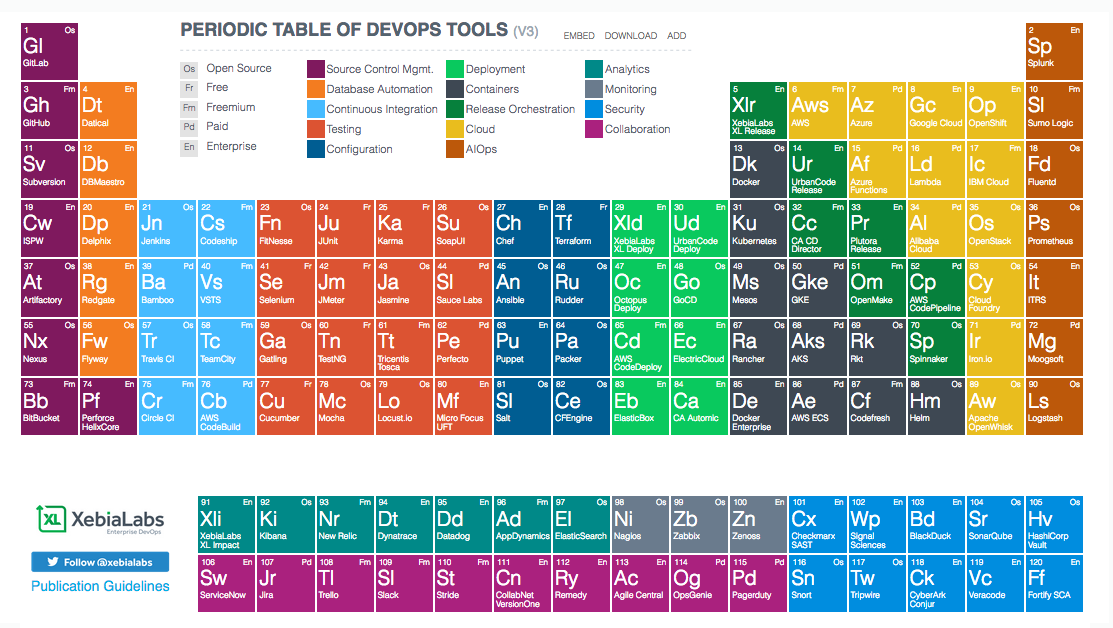 PERIODIC TABLE OF DEVOPS TOOLS (V3)
EMBED DOWNLOAD ADD
Os Open Source
Fr Free
Fm Freemium
Pd Paid
En Enterprise
Source Control Mgmt.
Database Automation
Continuous Integration
Testing
Configuration
Deployment
Containers
Release Orchestration
Cloud
AIOps
Analytics
Monitoring
Security
Collaboration
1 Os
Gl
GitLab
2 En
Sp
Splunk
3 Fm
Gh
GitHub
4 En
Dt
Datical
5 En
Xlr
XebiaLabs
XL Release
6 Fm
Aws
AWS
7 Pd
Az
Azure
8 En
Gc
Google Cloud
9 En
Op
OpenShift
10 Fm
Sl
Sumo Logic
11 Os
Sv
Subversion
12 En
Db
DBMaestro
13 Os
Dk
Docker
14 En
Ur
UrbanCode
Release
15 Pd
Af
Azure
Functions
16 Pd
Ld
Lambda
17 Fm
Ic
IBM Cloud
18 Os
Fd
Fluentd
19 En
Cw
ISPW
20 En
Dp
Delphix
21 Os
Jn
Jenkins
22 Fm
Cs
Codeship
23 Os
Fn
FitNesse
24 Fr
Ju
JUnit
25 Fr
Ka
Karma
26 Os
Su
SoapUI
27 En
Ch
Chef
28 Fr
Tf
Terraform
29 En
Xld
XebiaLabs
XL Deploy
30 En
Ud
UrbanCode
Deploy
31 Os
Ku
Kubernetes
32 Fm
Cc
CA CD
Director
33 En
Pr
Plutora
Release
34 Pd
Al
Alibaba
Cloud
35 Os
Os
OpenStack
36 Os
Ps
Prometheus
37 Os
At
Artifactory
38 En
Rg
Redgate
39 Pd
Ba
Bamboo
40 Fm
Vs
VSTS
41 Fr
Se
Selenium
42 Fr
Jm
JMeter
43 Os
Ja
Jasmine
44 Pd
Sl
Sauce Labs
45 Os
An
Ansible
46 Os
Ru
Rudder
47 En
Oc
Octopus
Deploy
48 Os
Go
GoCD
49 Os
Ms
Mesos
50 Pd
Gke
GKE
51 Fm
Om
OpenMake
52 Pd
Cp
AWS
CodePipeline
53 Os
Cy
Cloud
Foundry
54 En
It
ITRS
55 Os
Nx
Nexus
56 Os
Fw
Flyway
57 Os
Tr
Travis CI
58 Fm
Tc
TeamCity
59 Os
Ga
Gatling
60 Fr
Tn
TestNG
61 Fm
Tt
Tricentis
Tosca
62 Pd
Pe
Perfecto
63 En
Pu
Puppet
64 Os
Pa
Packer
65 Fm
Cd
AWS
CodeDeploy
66 En
Ec
ElectricCloud
67 Os
Ra
Rancher
68 Pd
Aks
AKS
69 Os
Rk
Rkt
70 Os
Sp
Spinnaker
71 Pd
Ir
Iron.io
72 Pd
Mg
Moogsoft
73 Fm
Bb
BitBucket
74 En
Pf
Perforce
HelixCore
75 Fm
Cr
Circle CI
76 Pd
Cb
AWS
CodeBuild
77 Fr
Cu
Cucumber
78 Os
Mc
Mocha
79 Os
Lo
Locust.io
80 En
Mf
Micro Focus
UFT
81 Os
Sl
Salt
82 Os
Ce
CFEngine
83 En
Eb
ElasticBox
84 En
Ca
CA Automic
85 En
De
Docker
Enterprise
86 Pd
Ae
AWS ECS
87 Fm
Cf
Codefresh
88 Os
Hm
Helm
89 Os
Aw
Apache
OpenWhisk
90 Os
Ls
Logstash
XL XebiaLabs
Enterprise DevOps
Follow @xebialabs
Publication Guidelines
91 En
Xli
XebiaLabs
XL Impact
92 Os
Ki
Kibana
93 Fm
Nr
New Relic
94 En
Dt
Dynatrace
95 En
Dd
Datadog
96 Fm
Ad
AppDynamics
97 Os
El
ElasticSearch
98 Os
Ni
Nagios
99 Os
Zb
Zabbix
100 En
Zn
Zenoss
101 En
Cx
Checkmarx
SAST
102 En
Wp
Signal
Sciences
103 En
Bd
BlackDuck
104 Os
Sr
SonarQube
105 Os
Hv
HashiCorp
Vault
106 En
Sw
ServiceNow
107 Pd
Jr
Jira
108 Fm
Tl
Trello
109 Fm
Sl
Slack
110 Fm
St
Stride
111 En
Cn
CollabNet
VersionOne
112 En
Ry
Remedy
113 En
Ac
Agile Central
114 Pd
Og
OpsGenie
115 Pd
Pd
Pagerduty
116 Os
Sn
Snort
117 Os
Tw
Tripwire
118 En
Ck
CyberArk
Conjur
119 En
Vc
Veracode
120 En
Ff
Fortify SCA